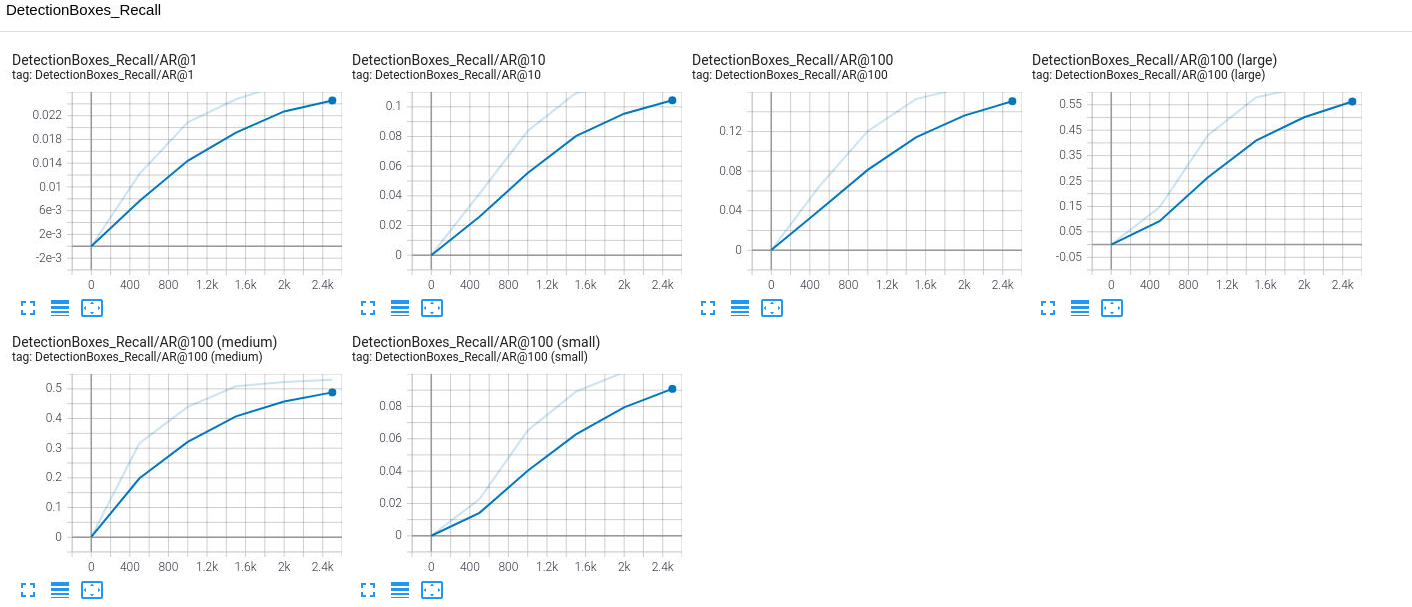 DetectionBoxes_Recall
DetectionBoxes_Recall/AR@1
tag: DetectionBoxes_Recall/AR@1
0.022
0.018
0.014
0.01
6e-3
2e-3
-2e-3
0 400 800 1.2k 1.6k 2k 2.4k
DetectionBoxes_Recall/AR@10
tag: DetectionBoxes_Recall/AR@10
0.1
0.08
0.06
0.04
0.02
0
0 400 800 1.2k 1.6k 2k 2.4k
DetectionBoxes_Recall/AR@100
tag: DetectionBoxes_Recall/AR@100
0.12
0.08
0.04
0
0 400 800 1.2k 1.6k 2k 2.4k
DetectionBoxes_Recall/AR@100 (large)
tag: DetectionBoxes_Recall/AR@100 (large)
0.55
0.45
0.35
0.25
0.15
0.05
-0.05
0 400 800 1.2k 1.6k 2k 2.4k
DetectionBoxes_Recall/AR@100 (medium)
tag: DetectionBoxes_Recall/AR@100 (medium)
0.5
0.4
0.3
0.2
0.1
0
0 400 800 1.2k 1.6k 2k 2.4k
DetectionBoxes_Recall/AR@100 (small)
tag: DetectionBoxes_Recall/AR@100 (small)
0.08
0.06
0.04
0.02
0
0 400 800 1.2k 1.6k 2k 2.4k